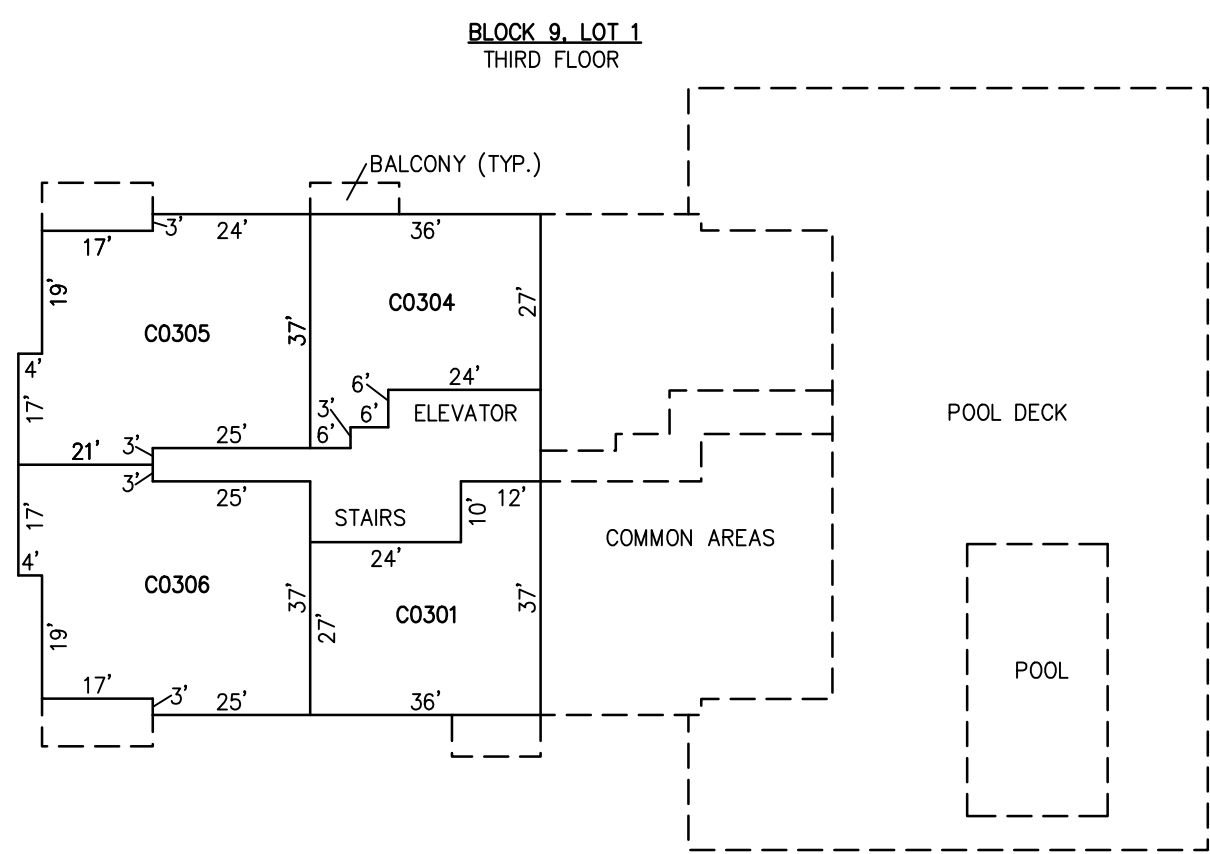 BLOCK 9, LOT 1
THIRD FLOOR
BALCONY (TYP.)
3'
24'
36'
17'
19'
C0305
37'
C0304
27'
4'
17'
6'
24'
3'
6'
ELEVATOR
6'
25'
3'
21'
3'
25'
12'
10'
17'
STAIRS
24'
4'
C0306
37'
27'
C0301
37'
19'
17'
3'
25'
36'
COMMON AREAS
POOL DECK
POOL